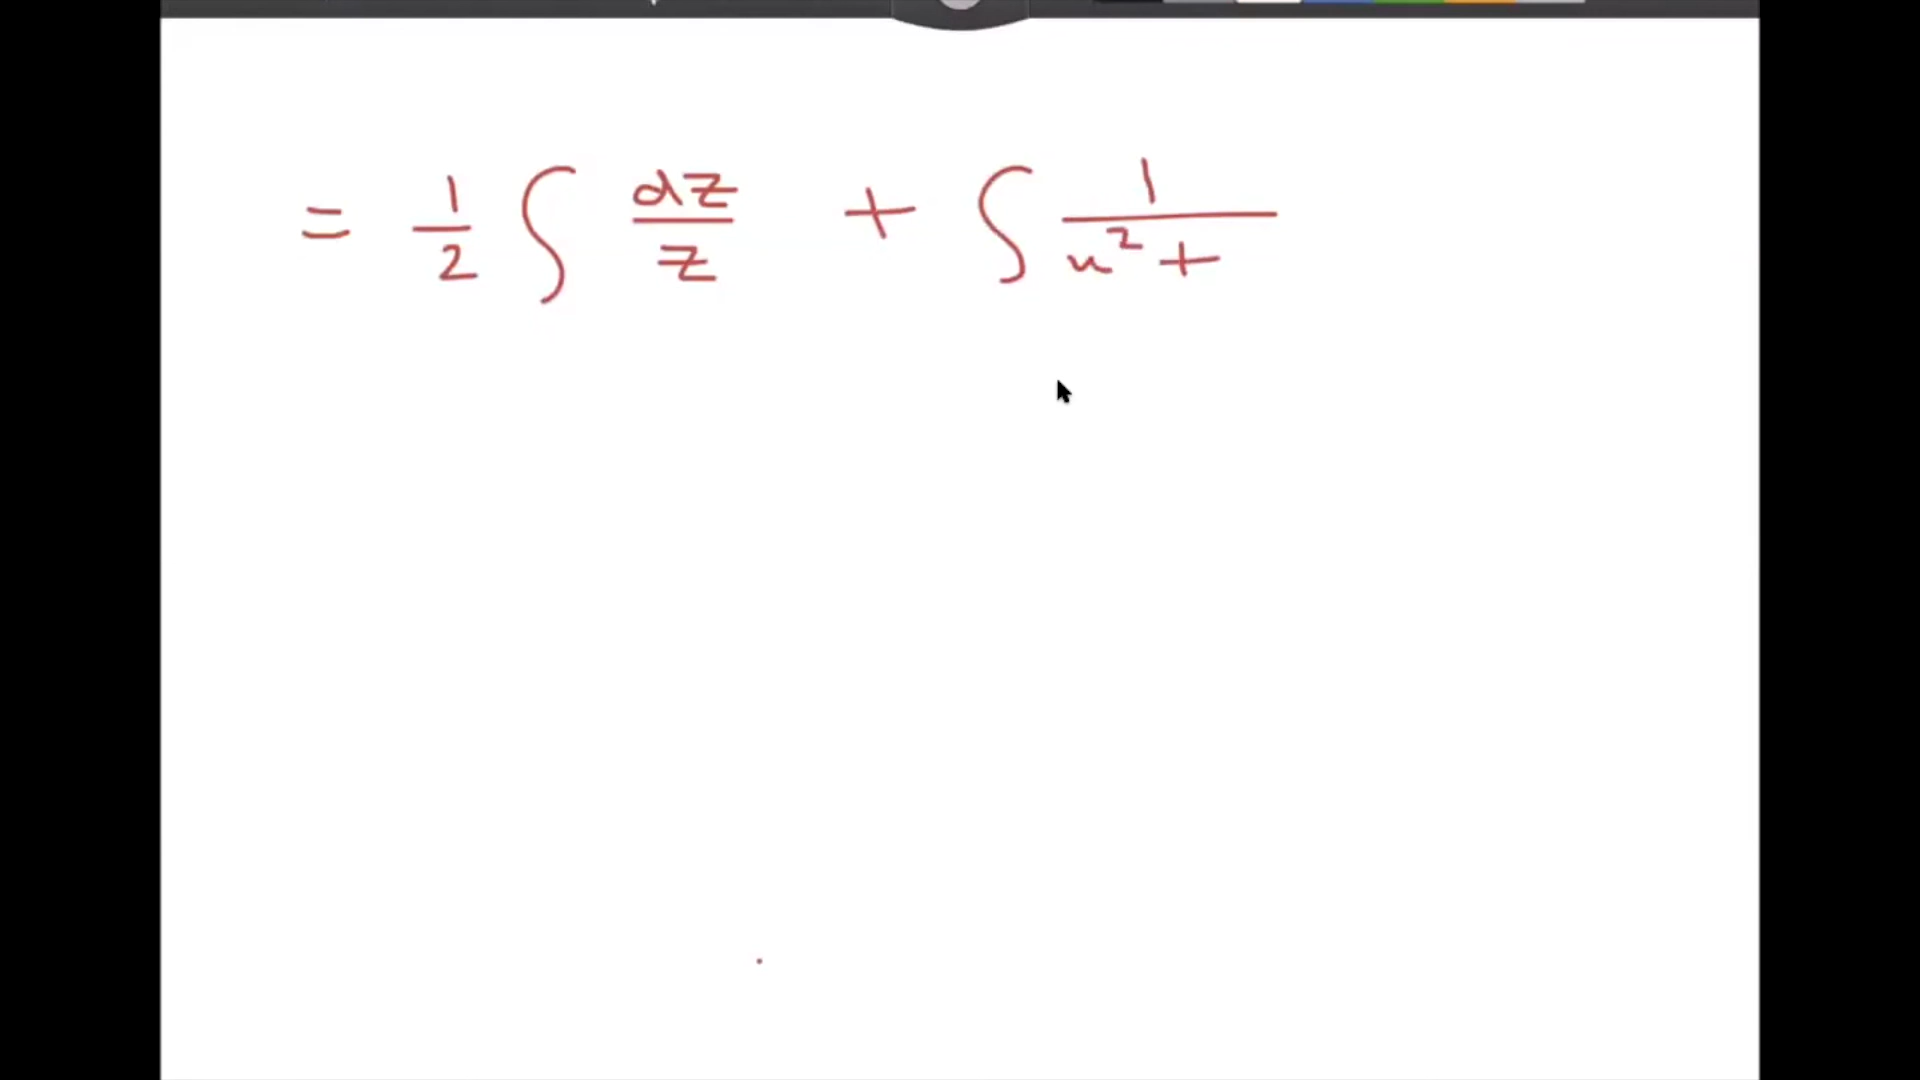 = 1/2 ∫ dz/z + ∫ 1/u² +